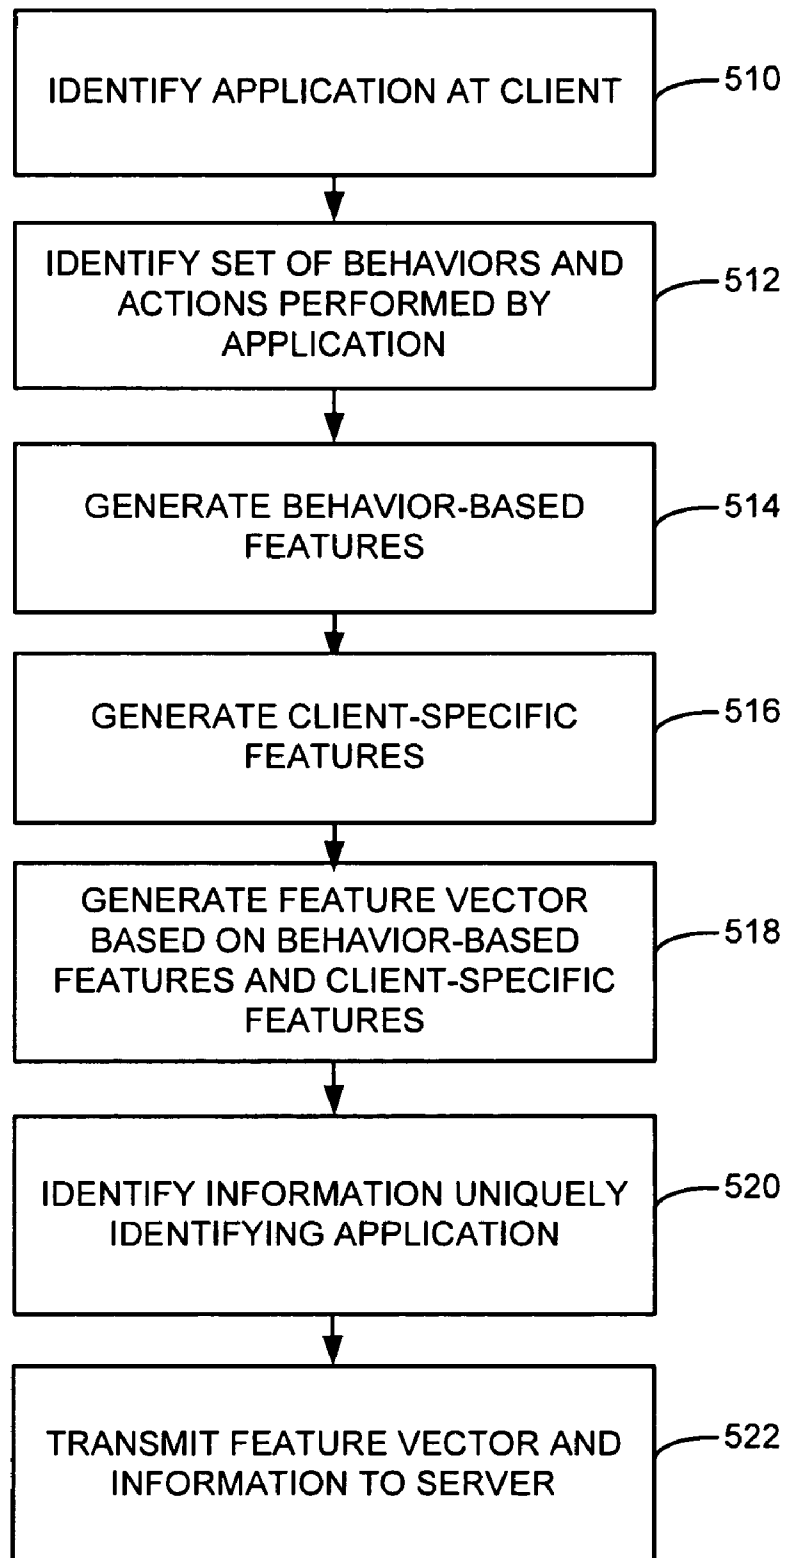 IDENTIFY APPLICATION AT CLIENT
510
IDENTIFY SET OF BEHAVIORS AND
ACTIONS PERFORMED BY
APPLICATION
512
GENERATE BEHAVIOR-BASED
FEATURES
514
GENERATE CLIENT-SPECIFIC
FEATURES
516
GENERATE FEATURE VECTOR
BASED ON BEHAVIOR-BASED
FEATURES AND CLIENT-SPECIFIC
FEATURES
518
IDENTIFY INFORMATION UNIQUELY
IDENTIFYING APPLICATION
520
TRANSMIT FEATURE VECTOR AND
INFORMATION TO SERVER
522